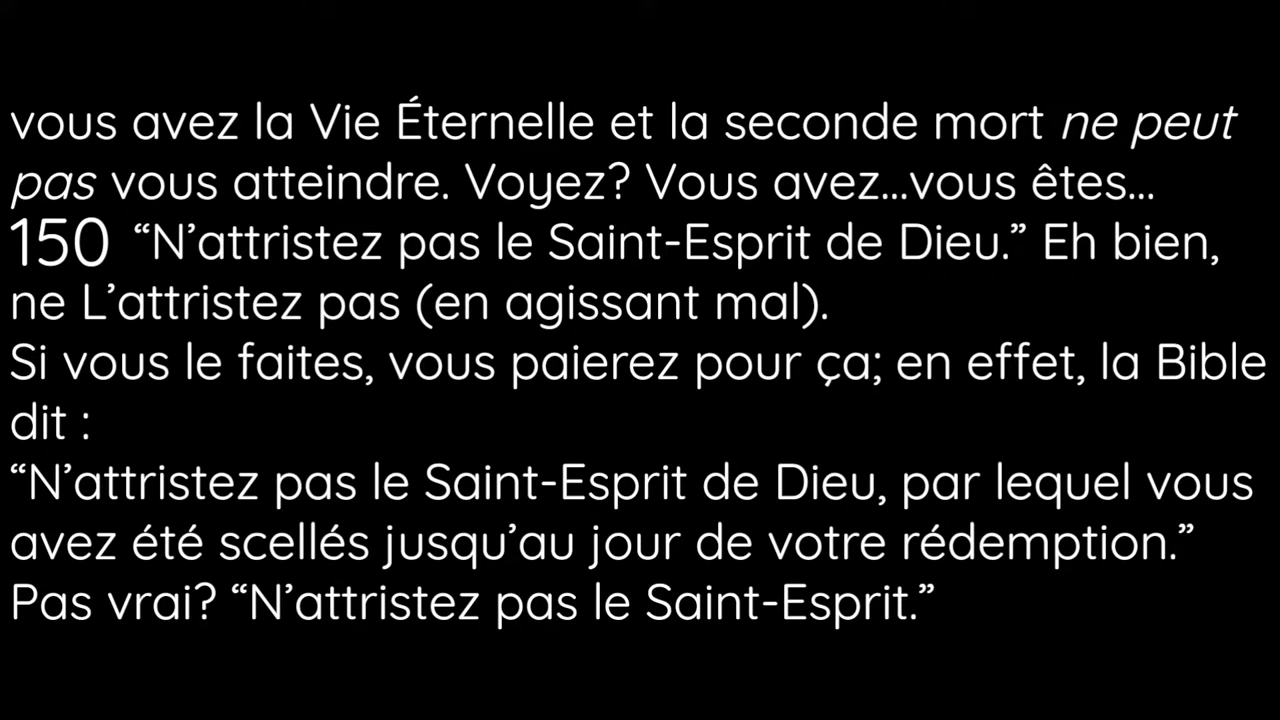 vous avez la Vie Éternelle et la seconde mort ne peut
pas vous atteindre. Voyez? Vous avez...vous êtes...
150 “N’attristez pas le Saint-Esprit de Dieu.” Eh bien,
ne L’attristez pas (en agissant mal).
Si vous le faites, vous paierez pour ça; en effet, la Bible
dit :
“N’attristez pas le Saint-Esprit de Dieu, par lequel vous
avez été scellés jusqu’au jour de votre rédemption.”
Pas vrai? “N’attristez pas le Saint-Esprit.”